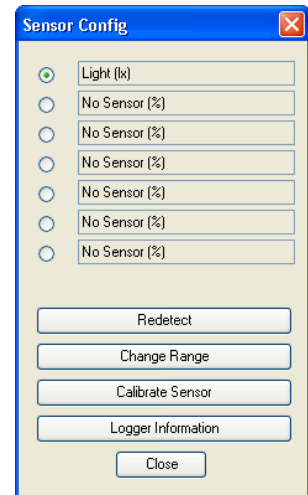 Sensor Config
Light (lx)
No Sensor (%)
No Sensor (%)
No Sensor (%)
No Sensor (%)
No Sensor (%)
No Sensor (%)
Redetect
Change Range
Calibrate Sensor
Logger Information
Close